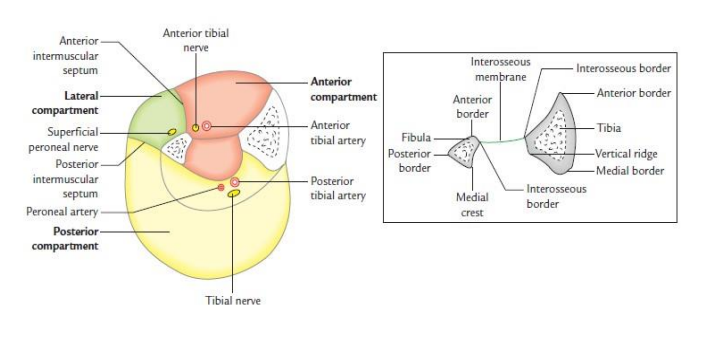 Anterior
intermuscular
septum
Anterior tibial
nerve
Lateral
compartment
Superficial
peroneal nerve
Posterior
intermuscular
septum
Peroneal artery
Posterior
compartment
Tibial nerve
Anterior
compartment
Anterior
tibial artery
Posterior
tibial artery
Interosseous
membrane
Anterior
border
Fibula
Posterior
border
Medial
crest
Interosseous border
Anterior border
Tibia
Vertical ridge
Medial border
Interosseous
border